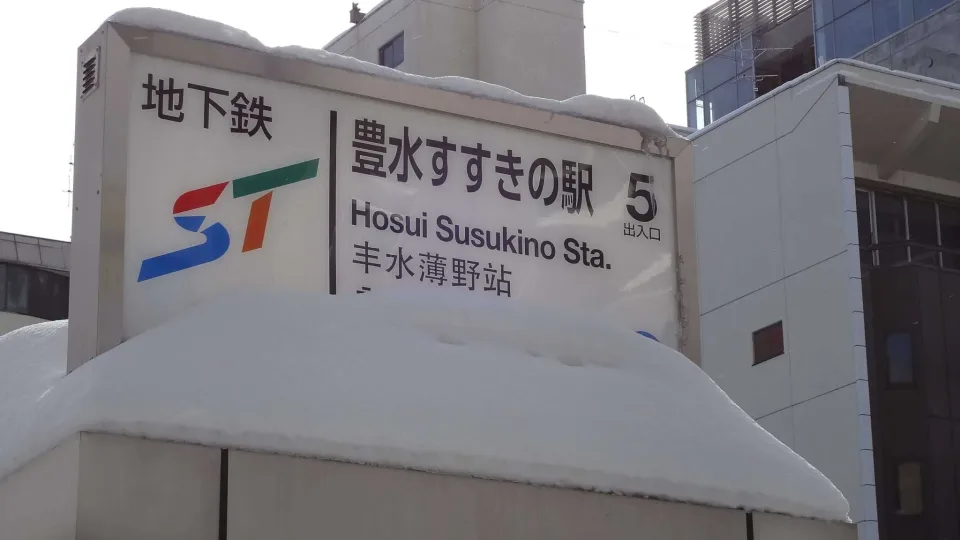 地下鉄
ST
豊水すすきの駅
5
出入口
Hosui Susukino Sta.
丰水薄野站